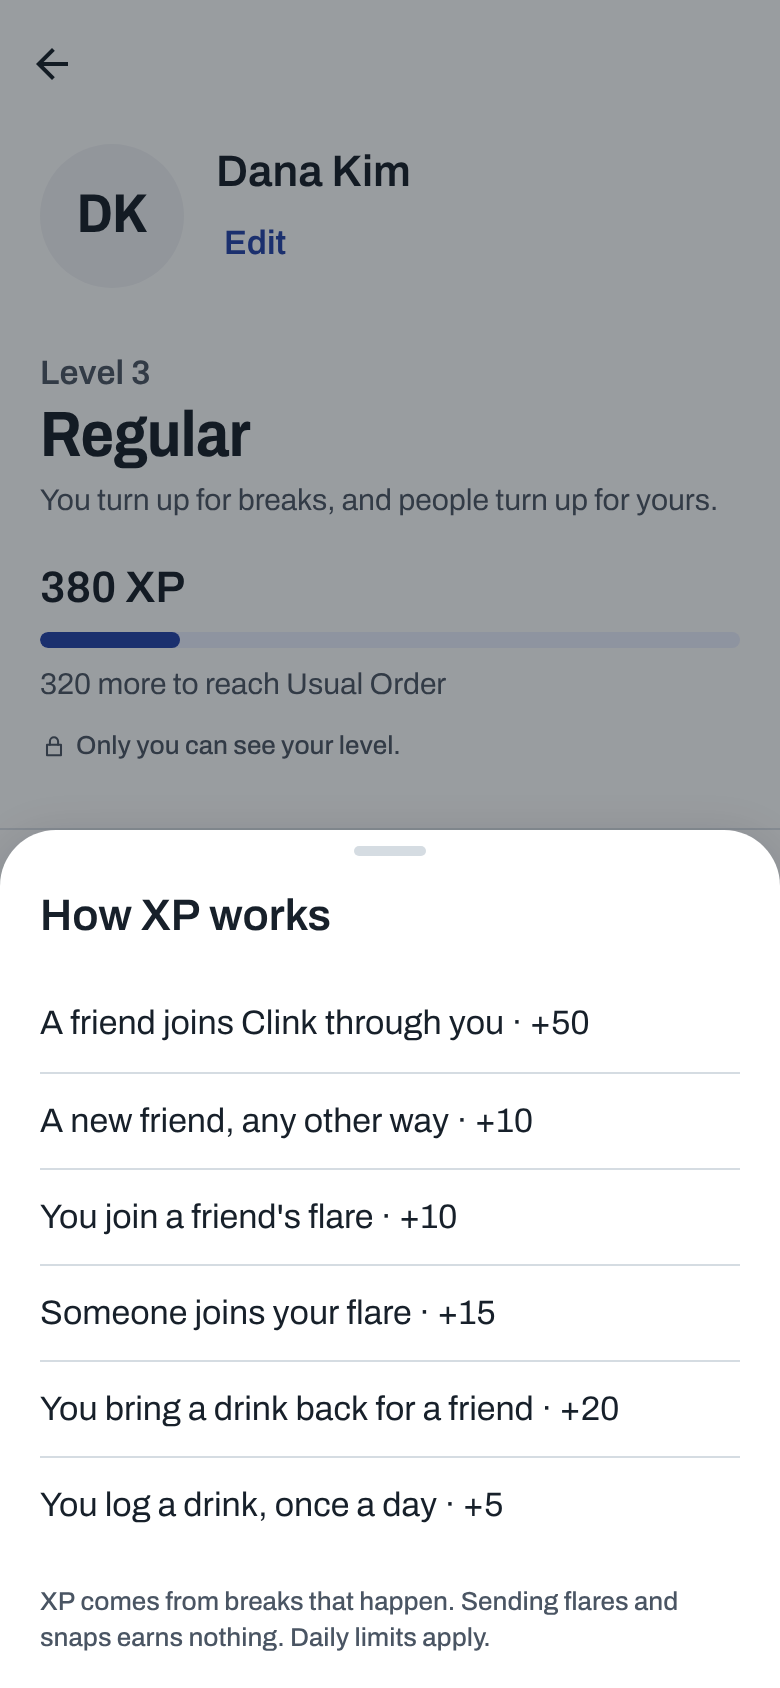 Dana Kim
DK
Edit
Level 3
Regular
You turn up for breaks, and people turn up for yours.
380 XP
320 more to reach Usual Order
Only you can see your level.
How XP works
A friend joins Clink through you · +50
A new friend, any other way · +10
You join a friend's flare · +10
Someone joins your flare · +15
You bring a drink back for a friend · +20
You log a drink, once a day · +5
XP comes from breaks that happen. Sending flares and
snaps earns nothing. Daily limits apply.